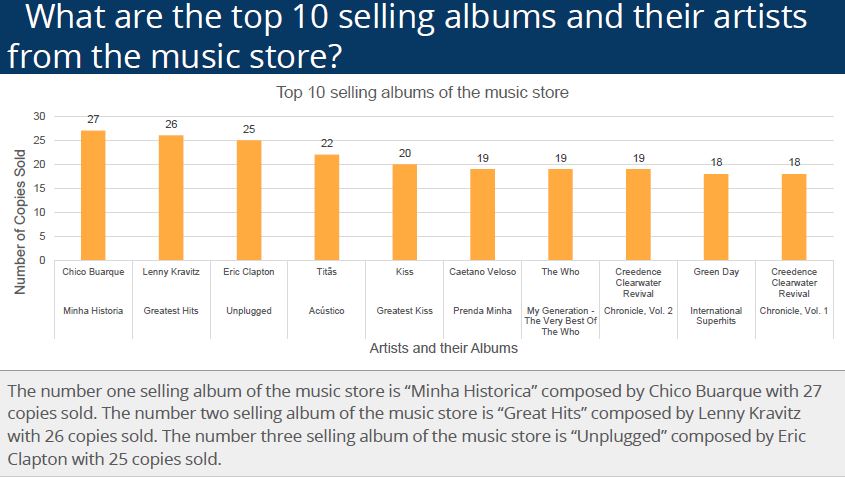 What are the top 10 selling albums and their artists
from the music store?
Top 10 selling albums of the music store
Number of Copies Sold
30
25
20
15
10
5
0
27
26
25
22
20
19
19
19
18
18
Chico Buarque
Lenny Kravitz
Eric Clapton
Titãs
Kiss
Caetano Veloso
The Who
Creedence
Clearwater
Revival
Green Day
Creedence
Clearwater
Revival
Minha Historia
Greatest Hits
Unplugged
Acústico
Greatest Kiss
Prenda Minha
My Generation -
The Very Best Of
The Who
Chronicle, Vol. 2
International
Superhits
Chronicle, Vol. 1
Artists and their Albums
The number one selling album of the music store is “Minha Historica” composed by Chico Buarque with 27
copies sold. The number two selling album of the music store is “Great Hits” composed by Lenny Kravitz
with 26 copies sold. The number three selling album of the music store is “Unplugged” composed by Eric
Clapton with 25 copies sold.